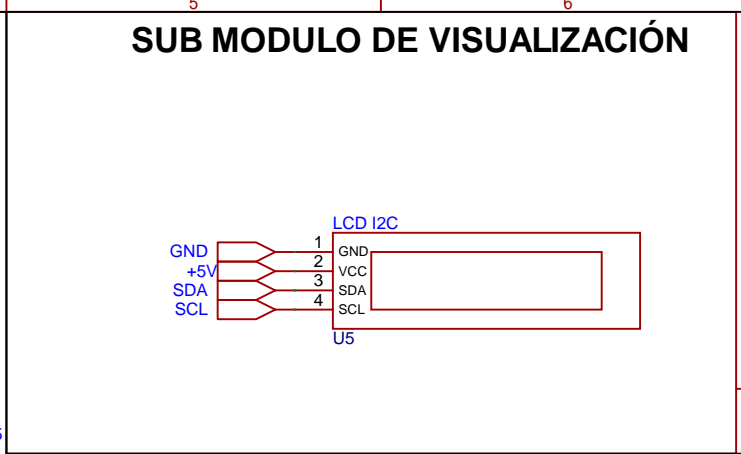 5 6
SUB MODULO DE VISUALIZACIÓN
LCD I2C
GND 1 GND
+5V 2 VCC
SDA 3 SDA
SCL 4 SCL
U5